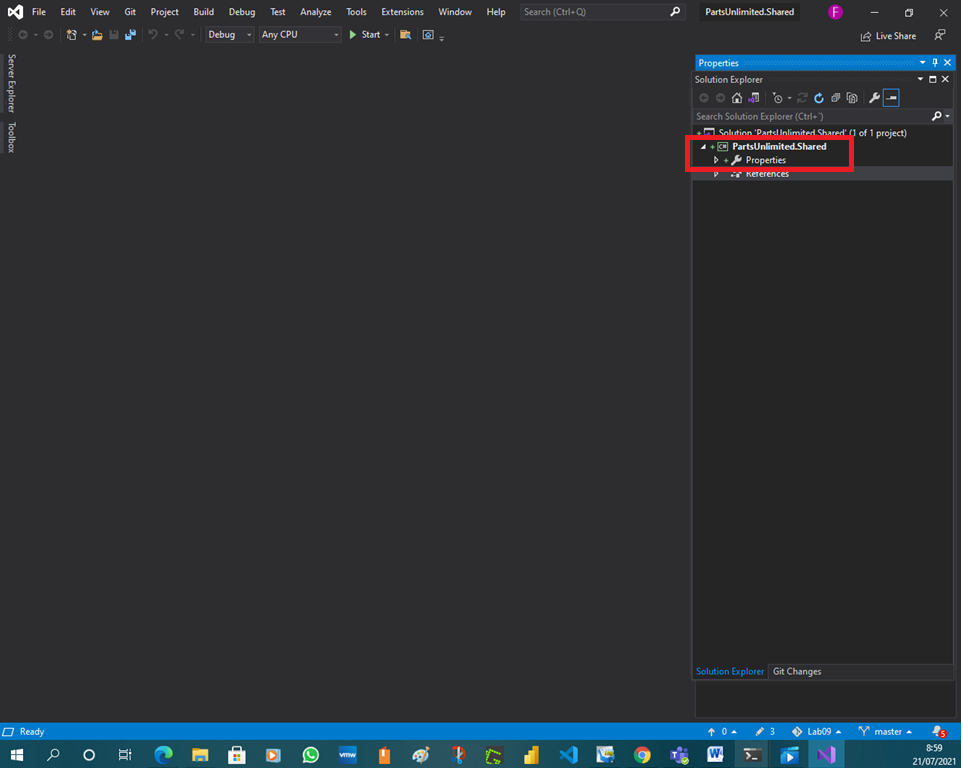 File Edit View Git Project Build Debug Test Analyze Tools Extensions Window Help Search (Ctrl+Q) PartsUnlimited.Shared F
Debug Any CPU Start Live Share
Server Explorer
Toolbox
Properties
Solution Explorer
Search Solution Explorer (Ctrl+')
Solution 'PartsUnlimited.Shared' (1 of 1 project)
C# PartsUnlimited.Shared
Properties
References
Solution Explorer Git Changes
Ready 0 3 Lab09 master 5
vmw W 8:59
21/07/2021